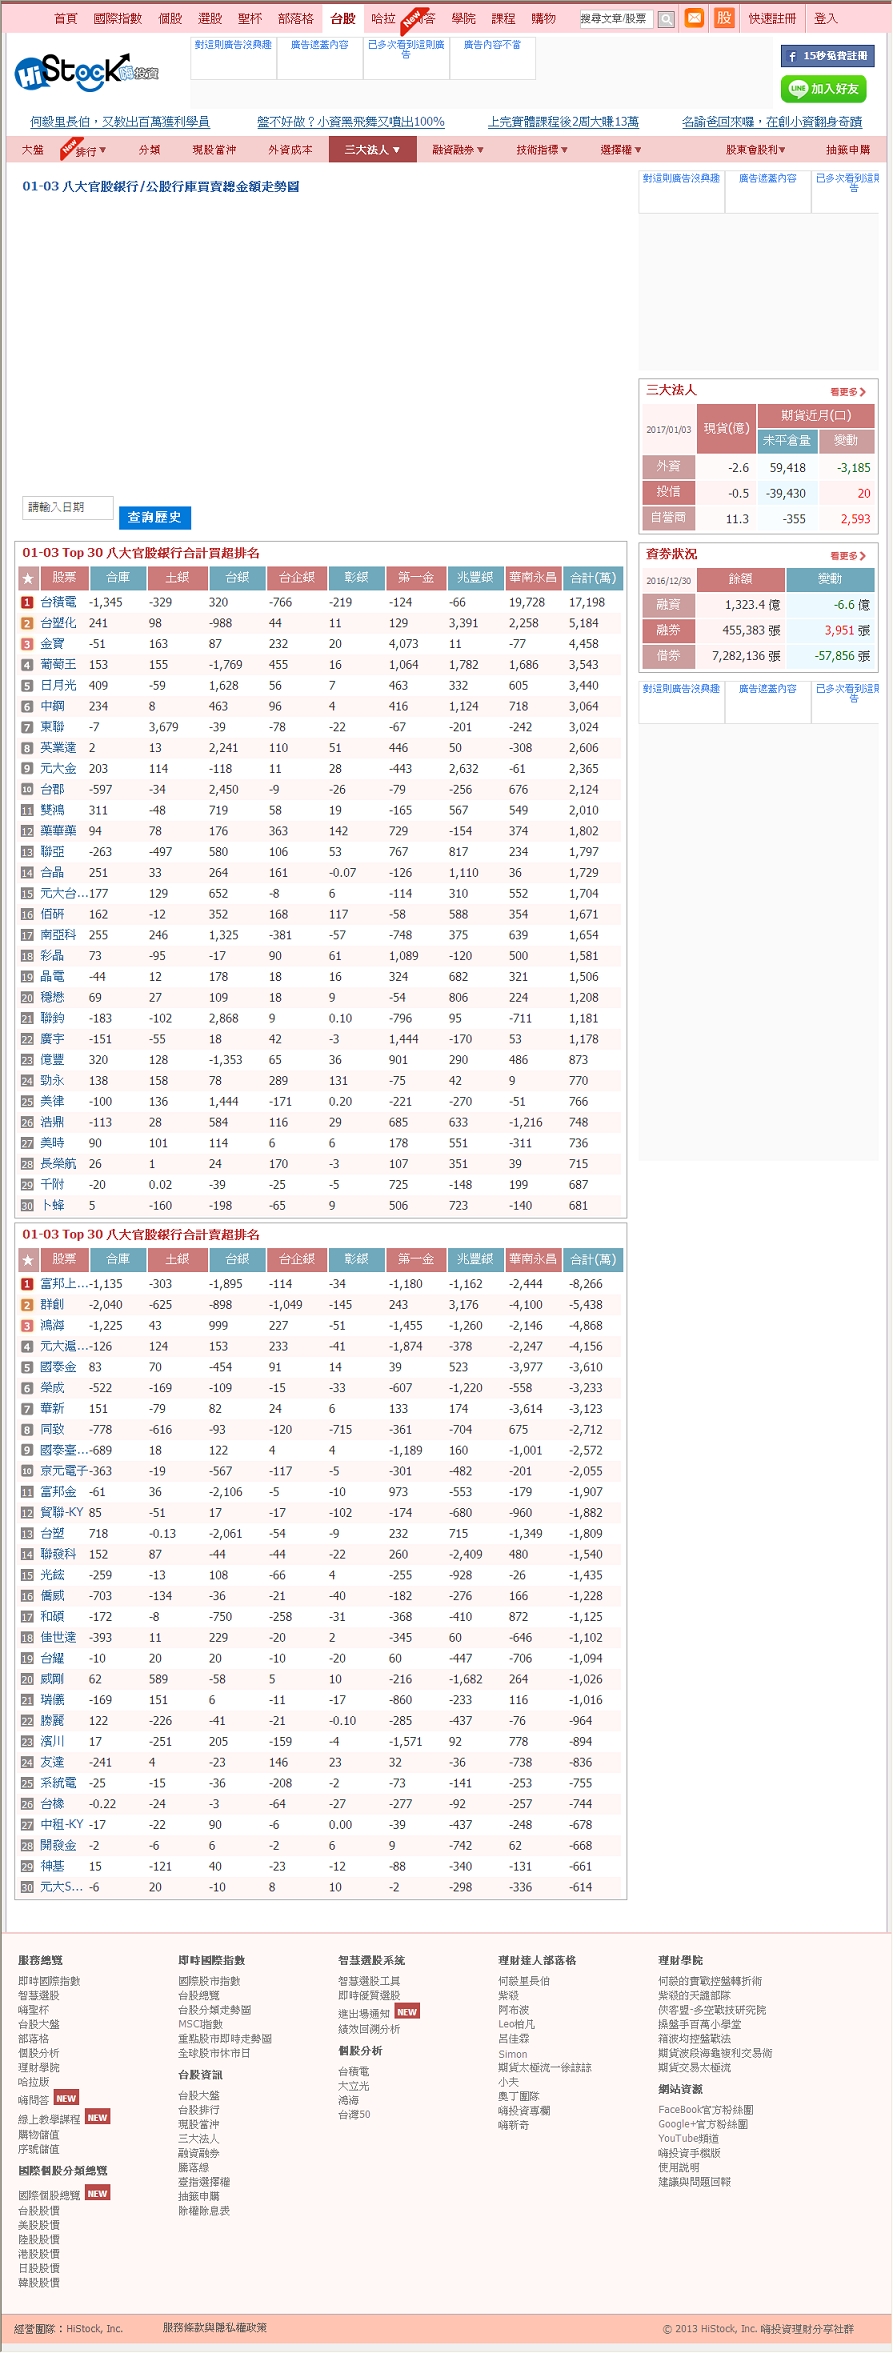 首頁 國際指數 個股 選股 聖杯 部落格 台股 哈拉 New 答 學院 課程 購物 搜尋文章/股票 股 快速註冊 登入
HiStock 嗨投資
對這則廣告沒興趣 廣告遮蓋內容 已多次看到這則廣告 廣告內容不當
f 15秒免費註冊
LINE 加入好友
何毅里長伯，又教出百萬獲利學員 盤不好做？小資黑飛舞又噴出100% 上完實體課程後2周大賺13萬 名諭爸回來囉，在創小資翻身奇蹟
大盤 New 排行▼ 分類 現股當沖 外資成本 三大法人 ▼ 融資融券 ▼ 技術指標 ▼ 選擇權 ▼ 股東會股利▼ 抽籤申購
01-03 八大官股銀行/公股行庫買賣總金額走勢圖
請輸入日期 查詢歷史
01-03 Top 30 八大官股銀行合計買超排名
★ 股票 合庫 土銀 台銀 台企銀 彰銀 第一金 兆豐銀 華南永昌 合計(萬)
1 台積電 -1,345 -329 320 -766 -219 -124 -66 19,728 17,198
2 台塑化 241 98 -988 44 11 129 3,391 2,258 5,184
3 金寶 -51 163 87 232 20 4,073 11 -77 4,458
4 葡萄王 153 155 -1,769 455 16 1,064 1,782 1,686 3,543
5 日月光 409 -59 1,628 56 7 463 332 605 3,440
6 中鋼 234 8 463 96 4 416 1,124 718 3,064
7 東聯 -7 3,679 -39 -78 -22 -67 -201 -242 3,024
8 英業達 2 13 2,241 110 51 446 50 -308 2,606
9 元大金 203 114 -118 11 28 -443 2,632 -61 2,365
10 台郡 -597 -34 2,450 -9 -26 -79 -256 676 2,124
11 雙鴻 311 -48 719 58 19 -165 567 549 2,010
12 藥華藥 94 78 176 363 142 729 -154 374 1,802
13 聯亞 -263 -497 580 106 53 767 817 234 1,797
14 合晶 251 33 264 161 -0.07 -126 1,110 36 1,729
15 元大台... 177 129 652 -8 6 -114 310 552 1,704
16 佰研 162 -12 352 168 117 -58 588 354 1,671
17 南亞科 255 246 1,325 -381 -57 -748 375 639 1,654
18 彩晶 73 -95 -17 90 61 1,089 -120 500 1,581
19 晶電 -44 12 178 18 16 324 682 321 1,506
20 穩懋 69 27 109 18 9 -54 806 224 1,208
21 聯鈞 -183 -102 2,868 9 0.10 -796 95 -711 1,181
22 廣宇 -151 -55 18 42 -3 1,444 -170 53 1,178
23 億豐 320 128 -1,353 65 36 901 290 486 873
24 勁永 138 158 78 289 131 -75 42 9 770
25 美律 -100 136 1,444 -171 0.20 -221 -270 -51 766
26 浩鼎 -113 28 584 116 29 685 633 -1,216 748
27 美時 90 101 114 6 6 178 551 -311 736
28 長榮航 26 1 24 170 -3 107 351 39 715
29 千附 -20 0.02 -39 -25 -5 725 -148 199 687
30 卜蜂 5 -160 -198 -65 9 506 723 -140 681
01-03 Top 30 八大官股銀行合計賣超排名
★ 股票 合庫 土銀 台銀 台企銀 彰銀 第一金 兆豐銀 華南永昌 合計(萬)
1 富邦上... -1,135 -303 -1,895 -114 -34 -1,180 -1,162 -2,444 -8,266
2 群創 -2,040 -625 -898 -1,049 -145 243 3,176 -4,100 -5,438
3 鴻海 -1,225 43 999 227 -51 -1,455 -1,260 -2,146 -4,868
4 元大滬... -126 124 153 233 -41 -1,874 -378 -2,247 -4,156
5 國泰金 83 70 -454 91 14 39 523 -3,977 -3,610
6 榮成 -522 -169 -109 -15 -33 -607 -1,220 -558 -3,233
7 華新 151 -79 82 24 6 133 174 -3,614 -3,123
8 同致 -778 -616 -93 -120 -715 -361 -704 675 -2,712
9 國泰臺... -689 18 122 4 4 -1,189 160 -1,001 -2,572
10 京元電子 -363 -19 -567 -117 -5 -301 -482 -201 -2,055
11 富邦金 -61 36 -2,106 -5 -10 973 -553 -179 -1,907
12 貿聯-KY 85 -51 17 -17 -102 -174 -680 -960 -1,882
13 台塑 718 -0.13 -2,061 -54 -9 232 715 -1,349 -1,809
14 聯發科 152 87 -44 -44 -22 260 -2,409 480 -1,540
15 光鋐 -259 -13 108 -66 4 -255 -928 -26 -1,435
16 僑威 -703 -134 -36 -21 -40 -182 -276 166 -1,228
17 和碩 -172 -8 -750 -258 -31 -368 -410 872 -1,125
18 佳世達 -393 11 229 -20 2 -345 60 -646 -1,102
19 台耀 -10 20 20 -10 -20 60 -447 -706 -1,094
20 威剛 62 589 -58 5 10 -216 -1,682 264 -1,026
21 瑞儀 -169 151 6 -11 -17 -860 -233 116 -1,016
22 勝麗 122 -226 -41 -21 -0.10 -285 -437 -76 -964
23 濱川 17 -251 205 -159 -4 -1,571 92 778 -894
24 友達 -241 4 -23 146 23 32 -36 -738 -836
25 系統電 -25 -15 -36 -208 -2 -73 -141 -253 -755
26 台橡 -0.22 -24 -3 -64 -27 -277 -92 -257 -744
27 中租-KY -17 -22 90 -6 0.00 -39 -437 -248 -678
28 開發金 -2 -6 6 -2 6 9 -742 62 -668
29 神基 15 -121 40 -23 -12 -88 -340 -131 -661
30 元大S... -6 20 -10 8 10 -2 -298 -336 -614
對這則廣告沒興趣 廣告遮蓋內容 已多次看到這則廣告
三大法人 看更多
2017/01/03 現貨(億) 期貨近月(口)
未平倉量 變動
外資 -2.6 59,418 -3,185
投信 -0.5 -39,430 20
自營商 11.3 -355 2,593
資券狀況 看更多
2016/12/30 餘額 變動
融資 1,323.4 億 -6.6 億
融券 455,383 張 3,951 張
借券 7,282,136 張 -57,856 張
對這則廣告沒興趣 廣告遮蓋內容 已多次看到這則廣告
服務總覽
即時國際指數
智慧選股
嗨聖杯
台股大盤
部落格
個股分析
理財學院
哈拉版
嗨問答 NEW
線上教學課程 NEW
購物儲值
序號儲值
國際個股分類總覽
國際個股總覽 NEW
台股股價
美股股價
陸股股價
港股股價
日股股價
韓股股價
即時國際指數
國際股市指數
台股總覽
台股分類走勢圖
MSCI指數
重點股市即時走勢圖
全球股市休市日
台股資訊
台股大盤
台股排行
現股當沖
三大法人
融資融券
騰落線
臺指選擇權
抽籤申購
除權除息表
智慧選股系統
智慧選股工具
即時優質選股
進出場通知 NEW
績效回溯分析
個股分析
台積電
大立光
鴻海
台灣50
理財達人部落格
何毅里長伯
紫殺
阿布波
Leo柏凡
呂佳霖
Simon
期貨太極流一徐諒諒
小夫
奧丁團隊
嗨投資專欄
嗨新奇
理財學院
何毅的實戰控盤轉折術
紫殺的天讖部隊
俠客盟-多空戰技研究院
操盤手百萬小學堂
箱波均控盤戰法
期貨波段海龜複利交易術
期貨交易太極流
網站資源
FaceBook官方粉絲團
Google+官方粉絲團
YouTube頻道
嗨投資手機版
使用說明
建議與問題回報
經營團隊：HiStock, Inc. 服務條款與隱私權政策 © 2013 HiStock, Inc. 嗨投資理財分享社群